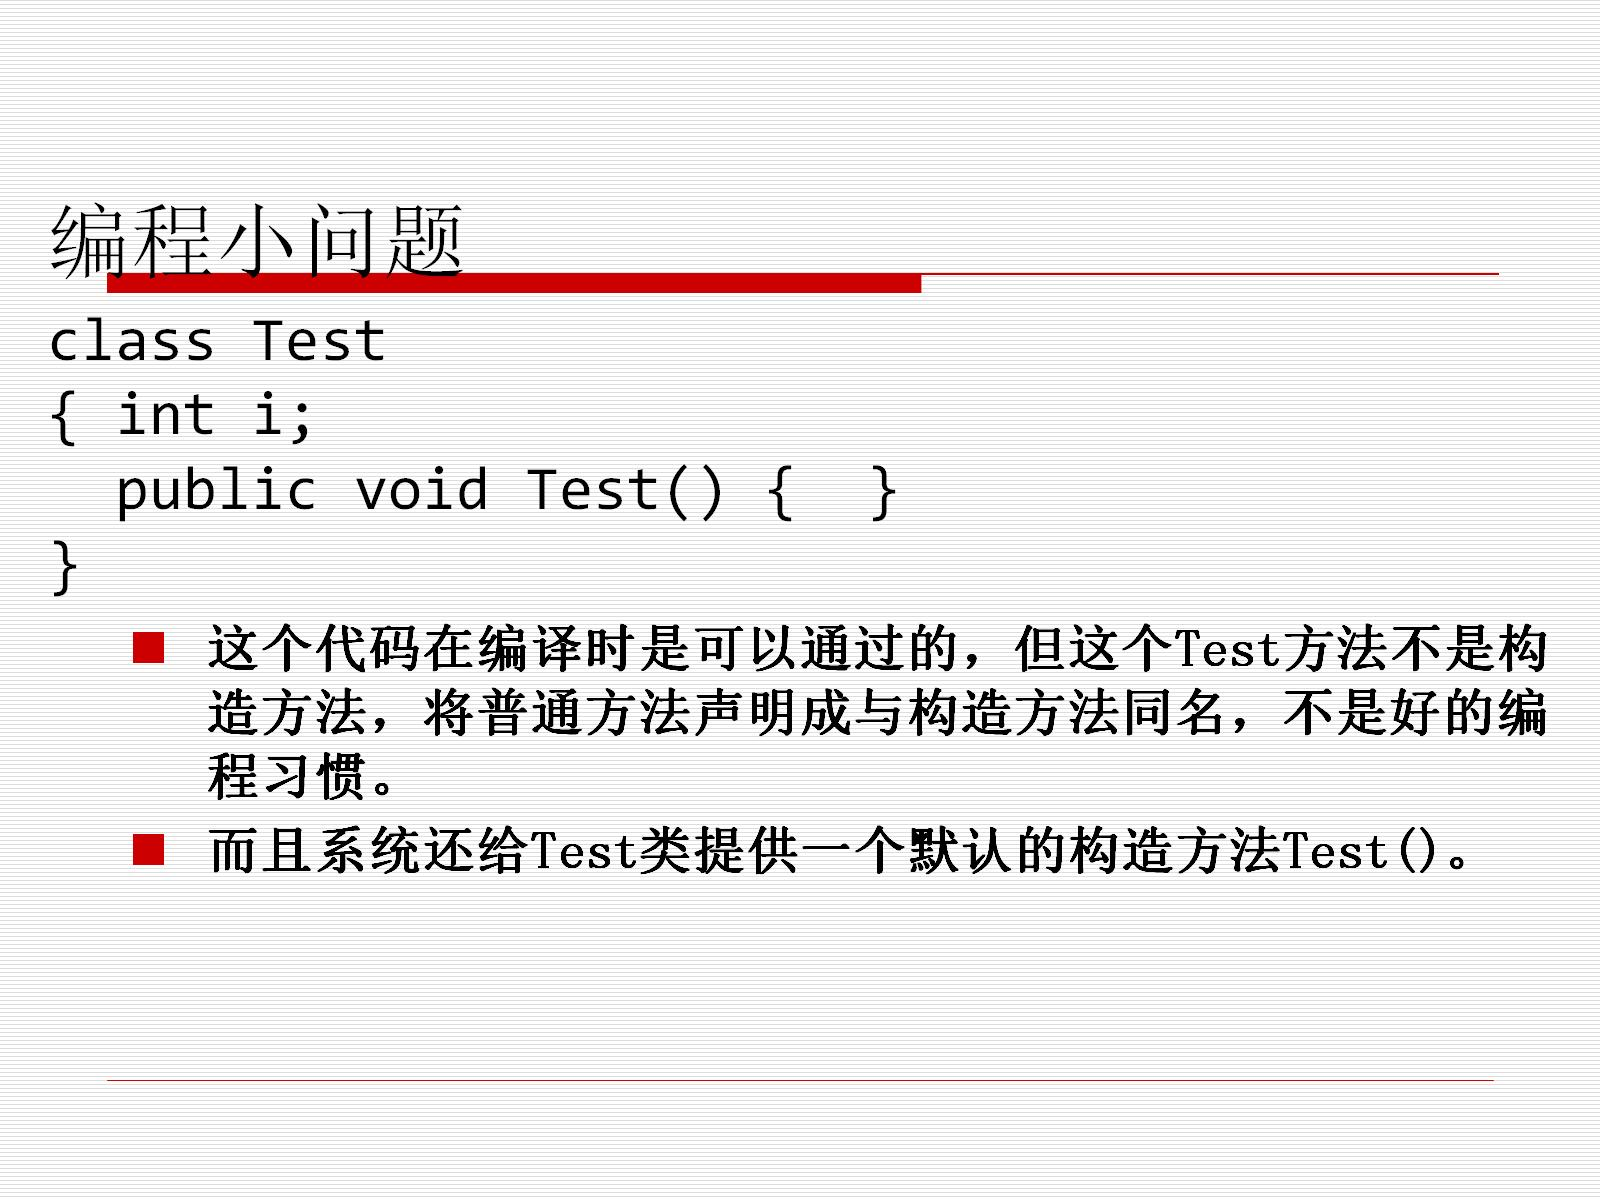 编程小问题
class Test
{ int i;
  public void Test() {  }
}
这个代码在编译时是可以通过的，但这个Test方法不是构
造方法，将普通方法声明成与构造方法同名，不是好的编
程习惯。
而且系统还给Test类提供一个默认的构造方法Test()。